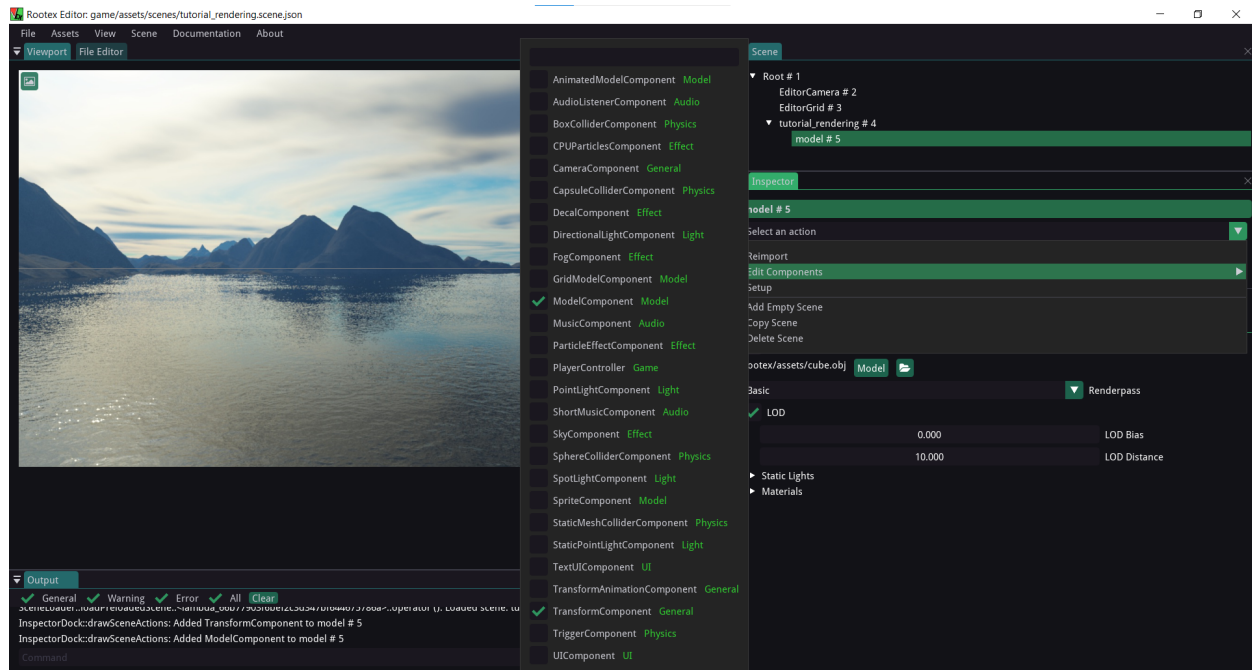 Rootex Editor: game/assets/scenes/tutorial_rendering.scene.json
File Assets View Scene Documentation About
Viewport File Editor
AnimatedModelComponent Model
AudioListenerComponent Audio
BoxColliderComponent Physics
CPUParticlesComponent Effect
CameraComponent General
CapsuleColliderComponent Physics
DecalComponent Effect
DirectionalLightComponent Light
FogComponent Effect
GridModelComponent Model
ModelComponent Model
MusicComponent Audio
ParticleEffectComponent Effect
PlayerController Game
PointLightComponent Light
ShortMusicComponent Audio
SkyComponent Effect
SphereColliderComponent Physics
SpotLightComponent Light
SpriteComponent Model
StaticMeshColliderComponent Physics
StaticPointLightComponent Light
TextUIComponent UI
TransformAnimationComponent General
TransformComponent General
TriggerComponent Physics
UIComponent UI
Scene
Root # 1
EditorCamera # 2
EditorGrid # 3
tutorial_rendering # 4
model # 5
Inspector
model # 5
Select an action
Reimport
Edit Components
Setup
Add Empty Scene
Copy Scene
Delete Scene
ootex/assets/cube.obj Model
Basic Renderpass
LOD
0.000 LOD Bias
10.000 LOD Distance
Static Lights
Materials
Output
General Warning Error All Clear
InspectorDock::drawSceneActions: Added TransformComponent to model # 5
InspectorDock::drawSceneActions: Added ModelComponent to model # 5
Command